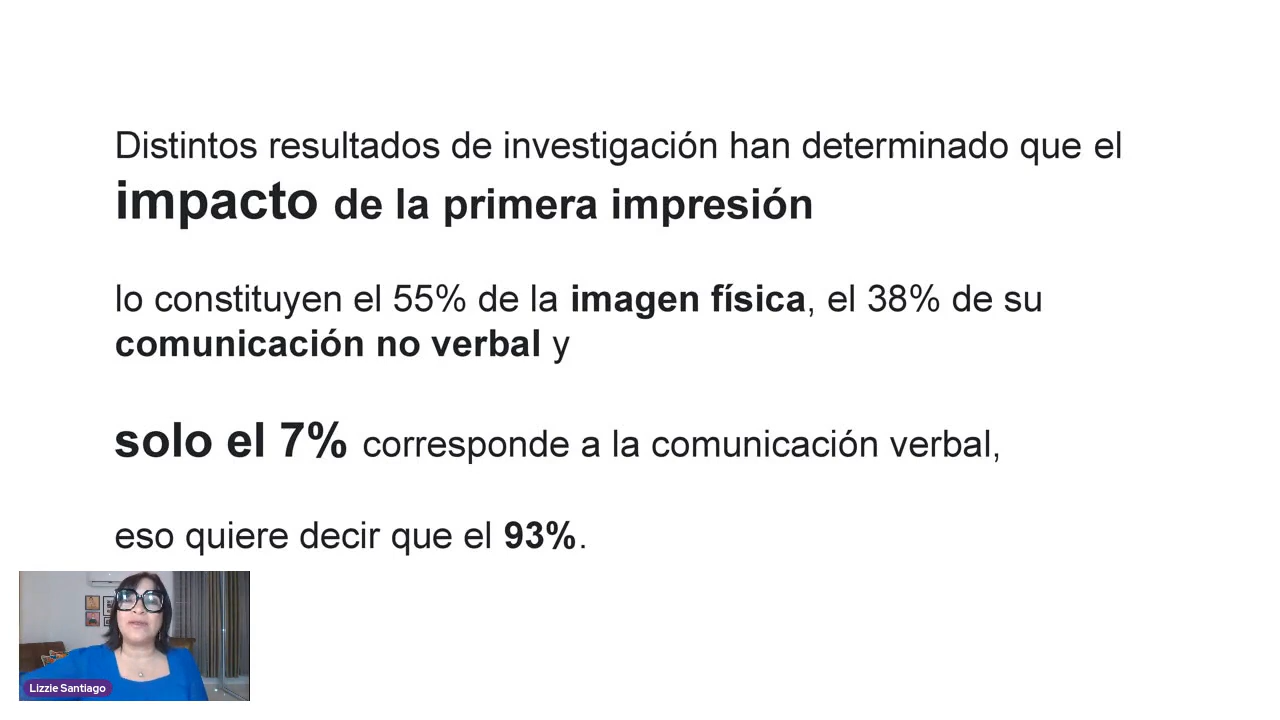 Distintos resultados de investigación han determinado que el
impacto de la primera impresión
lo constituyen el 55% de la imagen física, el 38% de su
comunicación no verbal y
solo el 7% corresponde a la comunicación verbal,
eso quiere decir que el 93%.
Lizzie Santiago